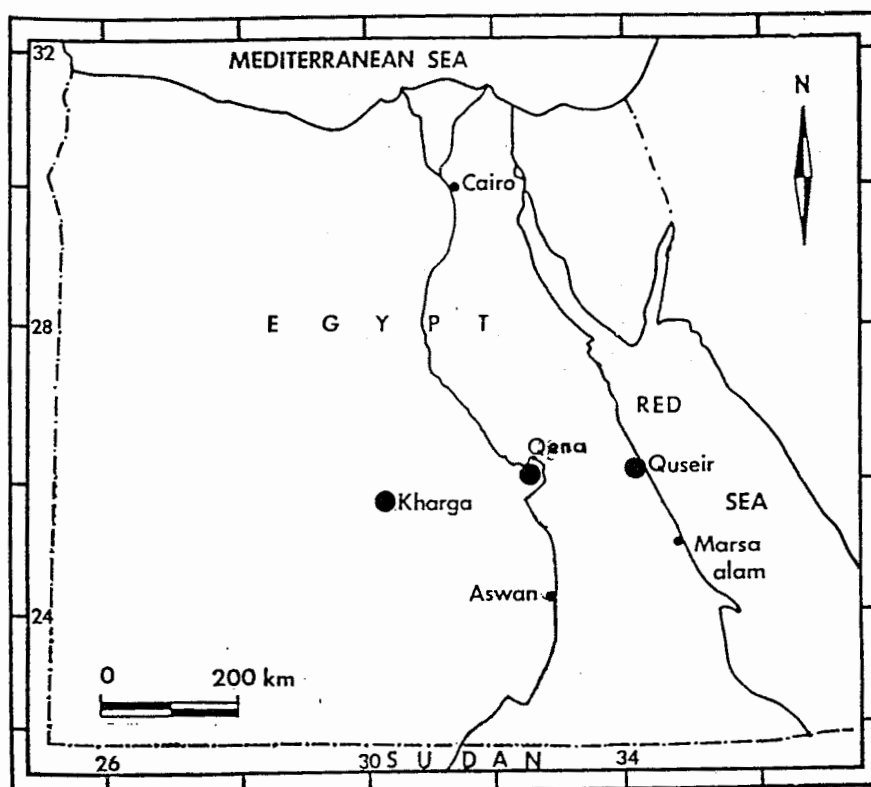 32
MEDITERRANEAN SEA
N
Cairo
28
E G Y P T
RED
Qena
Quseir
Kharga
SEA
Marsa
alam
Aswan
24
0 200 km
26 30 S U D A N 34